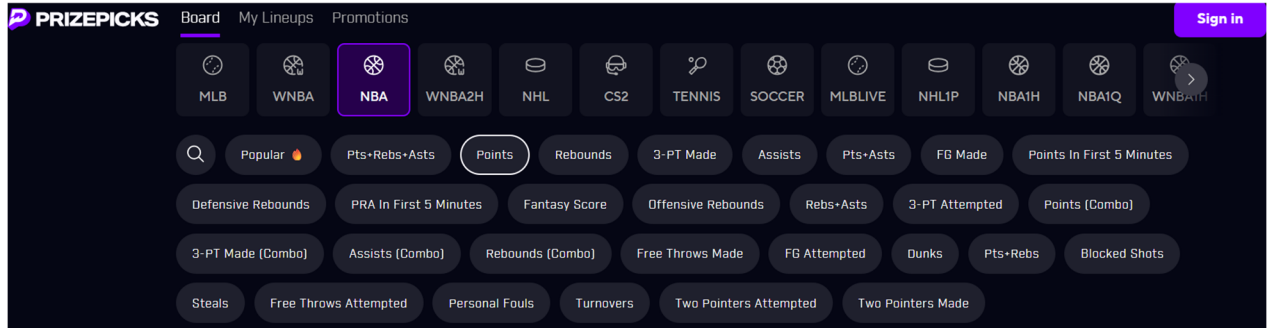 PRIZEPICKS Board My Lineups Promotions Sign in
MLB WNBA NBA WNBA2H NHL CS2 TENNIS SOCCER MLBLIVE NHL1P NBA1H NBA1Q WNBA1H
Popular 🔥 Pts+Rebs+Asts Points Rebounds 3-PT Made Assists Pts+Asts FG Made Points In First 5 Minutes
Defensive Rebounds PRA In First 5 Minutes Fantasy Score Offensive Rebounds Rebs+Asts 3-PT Attempted Points (Combo)
3-PT Made (Combo) Assists (Combo) Rebounds (Combo) Free Throws Made FG Attempted Dunks Pts+Rebs Blocked Shots
Steals Free Throws Attempted Personal Fouls Turnovers Two Pointers Attempted Two Pointers Made